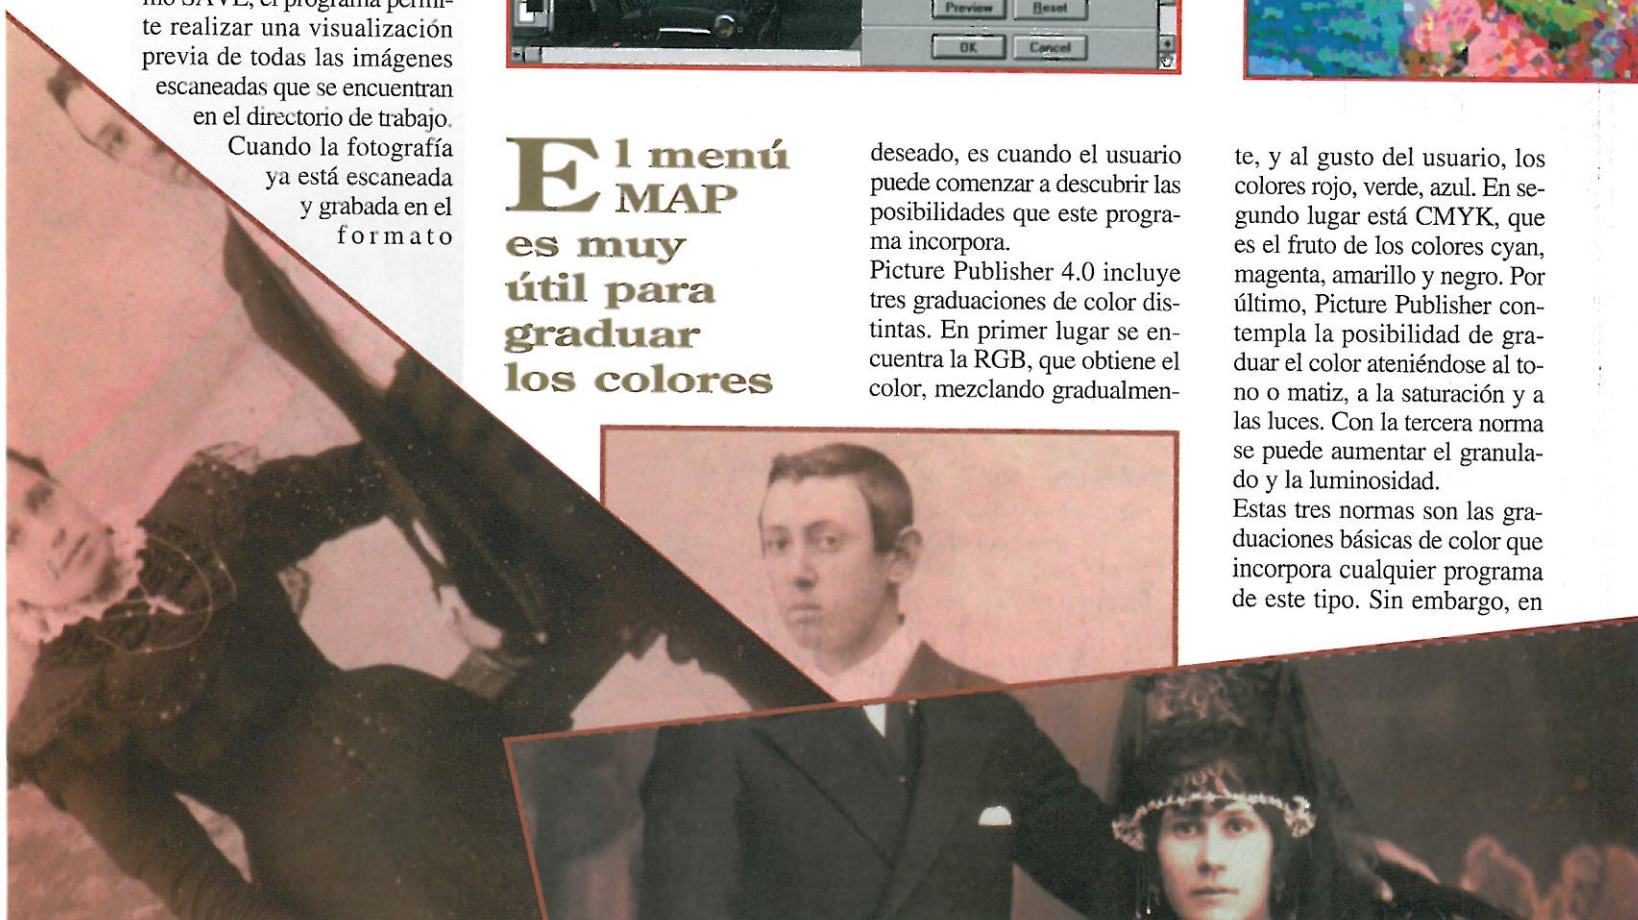 mo SAVE, el programa permi-
te realizar una visualización
previa de todas las imágenes
escaneadas que se encuentran
en el directorio de trabajo.
Cuando la fotografía
ya está escaneada
y grabada en el
formato
Preview Reset
OK Cancel
El menú
MAP
es muy
útil para
graduar
los colores
deseado, es cuando el usuario
puede comenzar a descubrir las
posibilidades que este progra-
ma incorpora.
Picture Publisher 4.0 incluye
tres graduaciones de color dis-
tintas. En primer lugar se en-
cuentra la RGB, que obtiene el
color, mezclando gradualmen-
te, y al gusto del usuario, los
colores rojo, verde, azul. En se-
gundo lugar está CMYK, que
es el fruto de los colores cyan,
magenta, amarillo y negro. Por
último, Picture Publisher con-
templa la posibilidad de gra-
duar el color ateniéndose al to-
no o matiz, a la saturación y a
las luces. Con la tercera norma
se puede aumentar el granula-
do y la luminosidad.
Estas tres normas son las gra-
duaciones básicas de color que
incorpora cualquier programa
de este tipo. Sin embargo, en